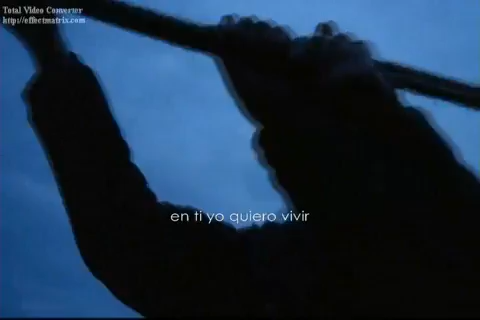 Total Video Converter
http://effectmatrix.com
en ti yo quiero vivir